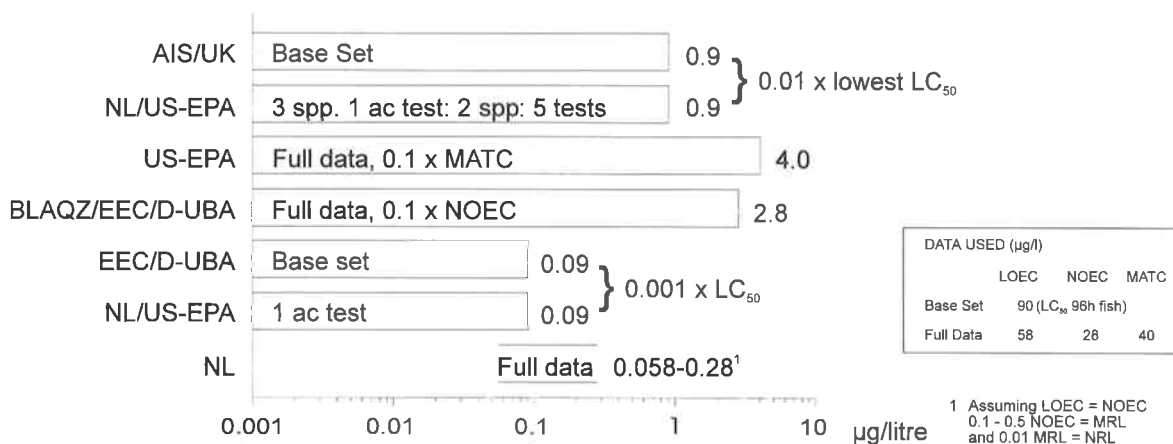 AIS/UK Base Set 0.9
NL/US-EPA 3 spp. 1 ac test: 2 spp: 5 tests 0.9
} 0.01 x lowest LC₅₀
US-EPA Full data, 0.1 x MATC 4.0
BLAQZ/EEC/D-UBA Full data, 0.1 x NOEC 2.8
EEC/D-UBA Base set 0.09
NL/US-EPA 1 ac test 0.09
} 0.001 x LC₅₀
NL Full data 0.058-0.28¹
0.001 0.01 0.1 1 µg/litre 10
DATA USED (µg/l)
LOEC NOEC MATC
Base Set 90 (LC₅₀ 96h fish)
Full Data 58 28 40
1 Assuming LOEC = NOEC
0.1 - 0.5 NOEC = MRL
and 0.01 MRL = NRL